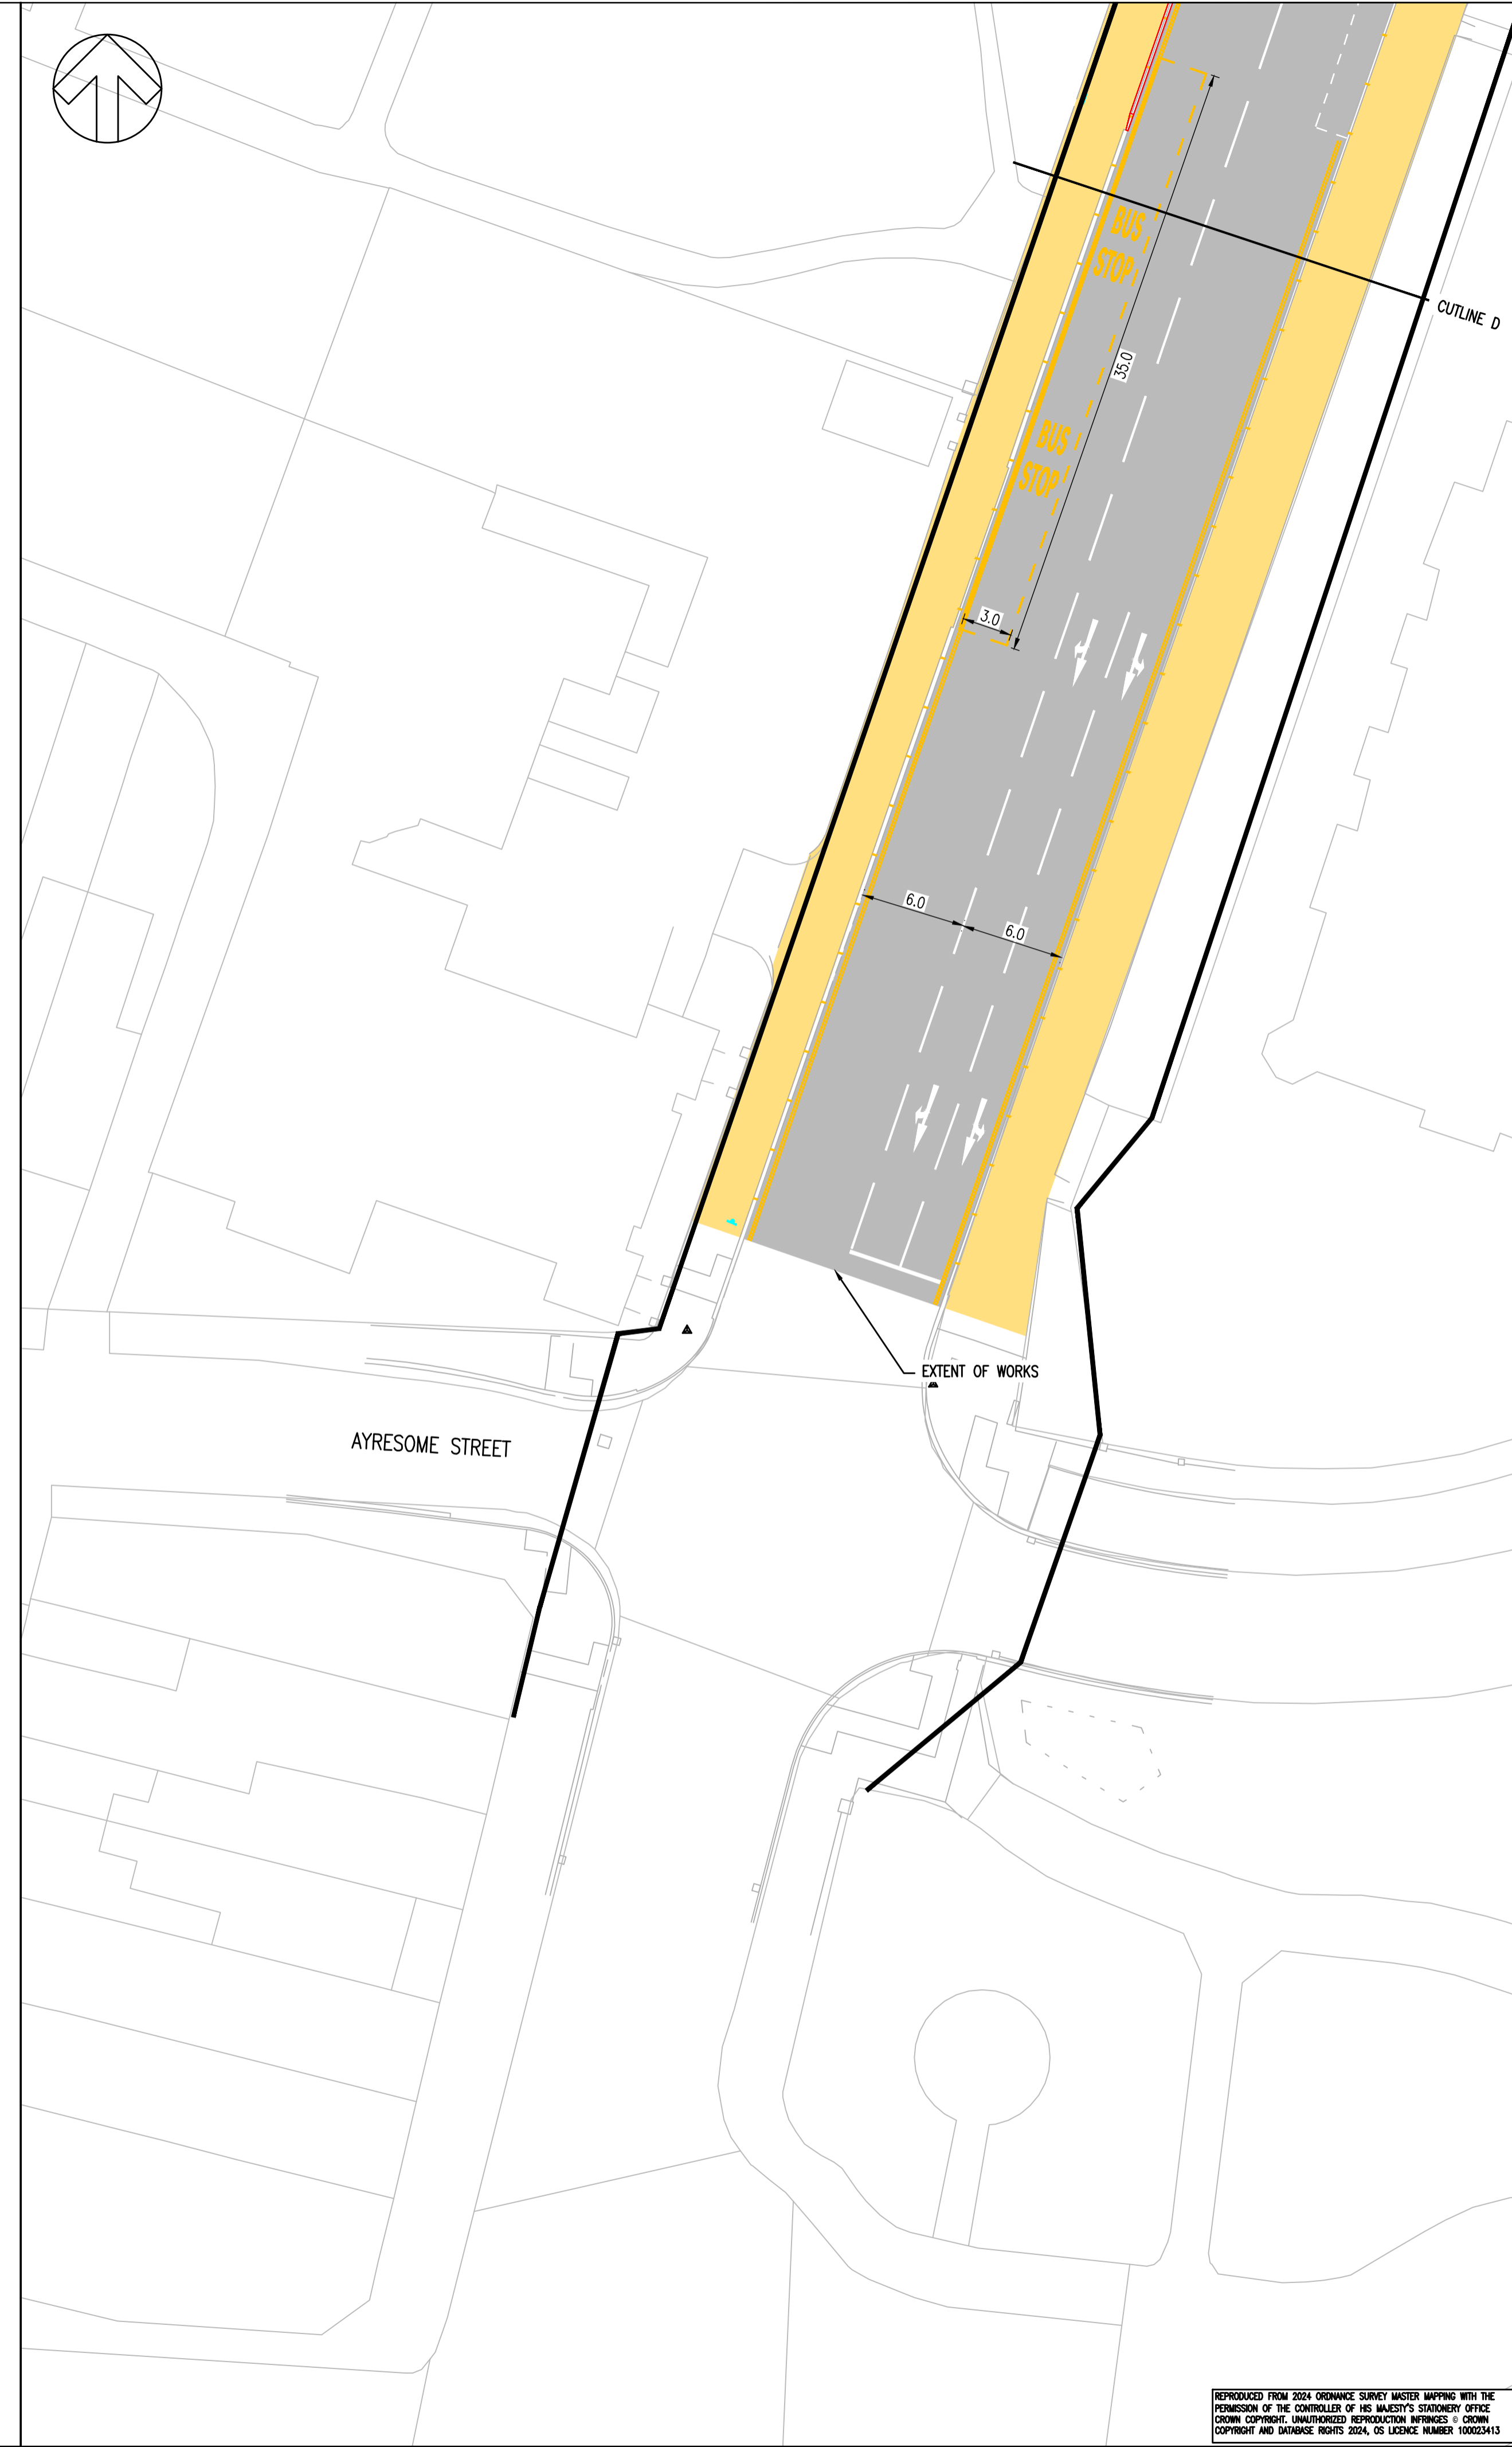 BUS
STOP
CUTLINE D
35.0
BUS
STOP
3.0
6.0
6.0
EXTENT OF WORKS
AYRESOME STREET
REPRODUCED FROM 2024 ORDNANCE SURVEY MASTER MAPPING WITH THE
PERMISSION OF THE CONTROLLER OF HIS MAJESTY'S STATIONERY OFFICE
CROWN COPYRIGHT. UNAUTHORIZED REPRODUCTION INFRINGES © CROWN
COPYRIGHT AND DATABASE RIGHTS 2024, OS LICENCE NUMBER 100023413